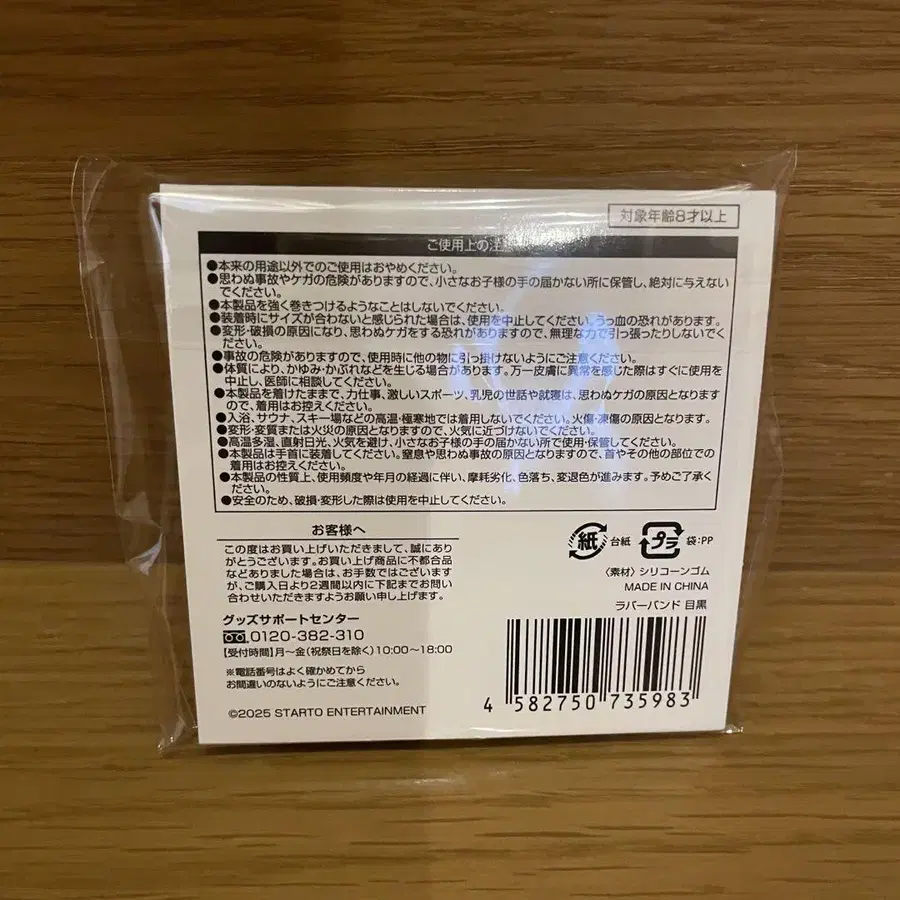 対象年齢8才以上
ご使用上の注
●本来の用途以外でのご使用はおやめください。
●思わぬ事故やケガの危険がありますので、小さなお子様の手の届かない所に保管し、絶対に与えない
でください。
●本製品を強く巻きつけるようなことはしないでください。
●装着時にサイズが合わないと感じられた場合は、使用を中止してください。うっ血の恐れがあります。
●変形・破損の原因になり、思わぬケガをする恐れがありますので、無理な力で引っ張ったりしないでく
ださい。
●事故の危険がありますので、使用時に他の物に引っ掛けないようにご注意ください。
●体質により、かゆみ・かぶれなどを生じる場合があります。万一皮膚に異常を感じた際はすぐに使用を
中止し、医師に相談してください。
●本製品を着けたまま で、力仕事、激しいスポーツ、乳児の世話や就寝は、思わぬケガの原因となります
ので、着用はお控えください。
●入浴、サウナ、スキー場などの高温・極寒地では着用しないでください。火傷・凍傷の原因となります。
●変形・変質または火災の原因となりますので、火気に近づけないでください。
●高温多湿、直射日光、火気を避け、小さなお子様の手の届かない所で使用・保管してください。
●本製品は手首に装着してください。窒息や思わぬ事故の原因となりますので、首やその他の部位での
着用はお控えください。
●本製品の性質上、使用頻度や年月の経過に伴い、摩耗劣化、色落ち、変退色が進みます。予めご了承く
ださい。
●安全のため、破損・変形した際は使用を中止してください。
お客様へ
この度はお買い上げいただきまして、誠にあり
がとうございます。お買い上げ商品に不都合品
などありました場合は、お手数ではございます
が、ご購入日より2週間以内に下記までお問い
合わせいただきますようお願い申し上げます。
グッズサポートセンター
0120-382-310
【受付時間】月〜金(祝祭日を除く)10:00〜18:00
※電話番号はよく確かめてから
お間違いのないようにご注意ください。
©2025 STARTO ENTERTAINMENT
紙 台紙 プラ 袋:PP
〈素材〉シリコーンゴム
MADE IN CHINA
ラバーバンド 目黒
4 582750 735983